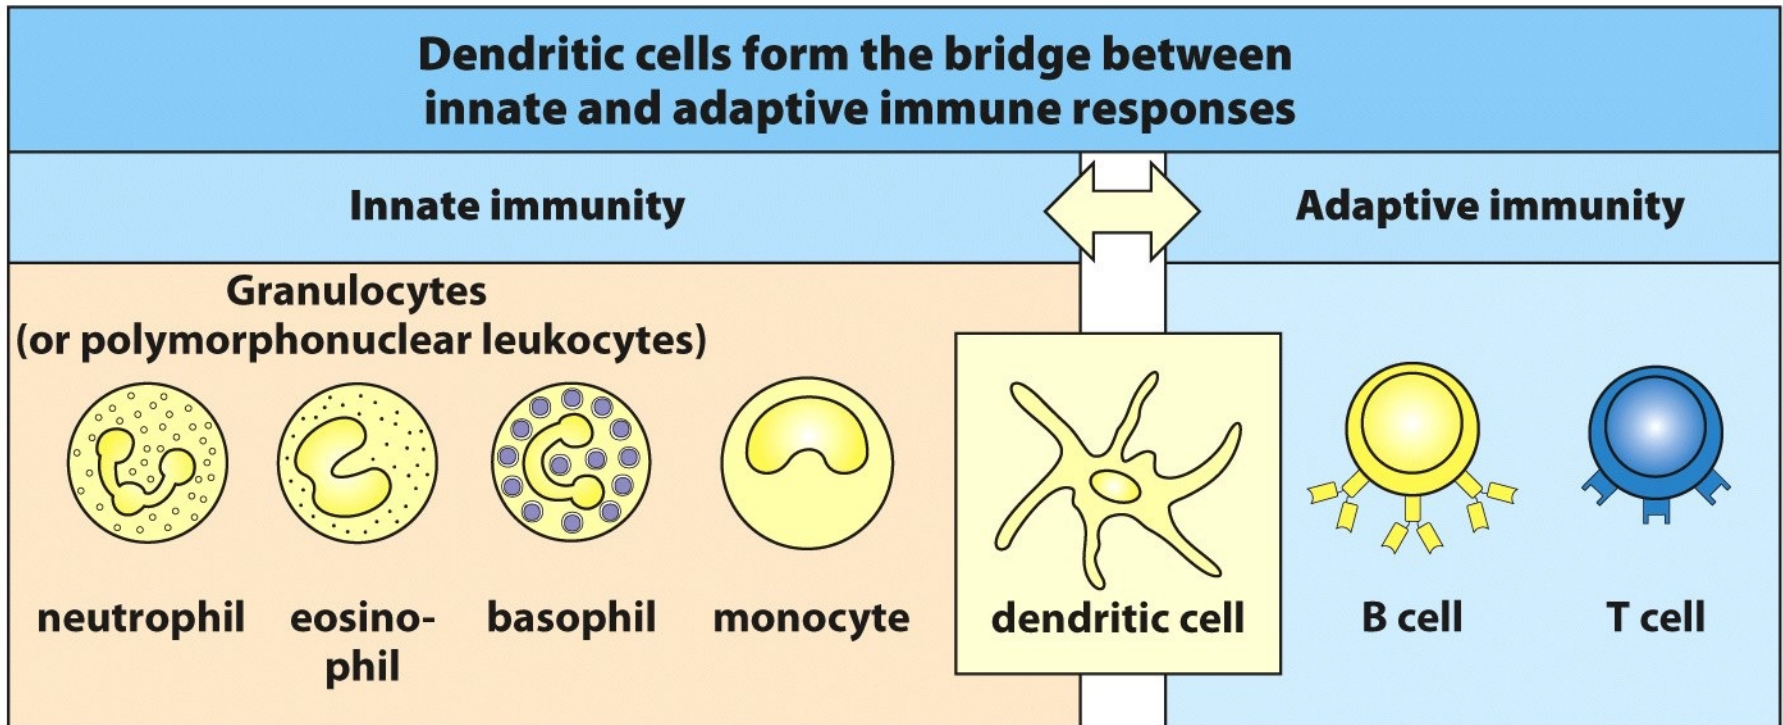 Dendritic cells form the bridge between
innate and adaptive immune responses
Innate immunity
Adaptive immunity
Granulocytes
(or polymorphonuclear leukocytes)
neutrophil
eosino-
phil
basophil
monocyte
dendritic cell
B cell
T cell